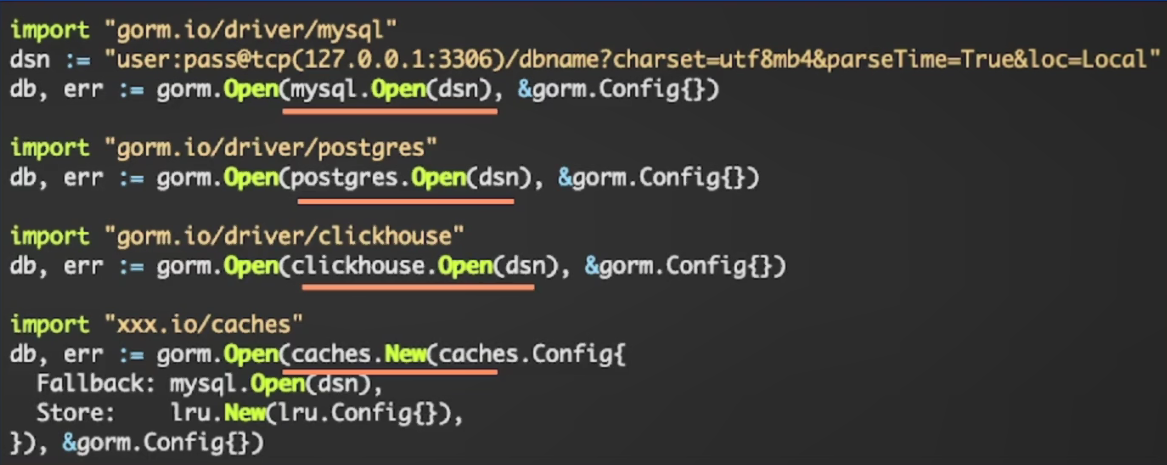 import "gorm.io/driver/mysql"
dsn := "user:pass@tcp(127.0.0.1:3306)/dbname?charset=utf8mb4&parseTime=True&loc=Local"
db, err := gorm.Open(mysql.Open(dsn), &gorm.Config{})
import "gorm.io/driver/postgres"
db, err := gorm.Open(postgres.Open(dsn), &gorm.Config{})
import "gorm.io/driver/clickhouse"
db, err := gorm.Open(clickhouse.Open(dsn), &gorm.Config{})
import "xxx.io/caches"
db, err := gorm.Open(caches.New(caches.Config{
  Fallback: mysql.Open(dsn),
  Store:    lru.New(lru.Config{}),
}), &gorm.Config{})